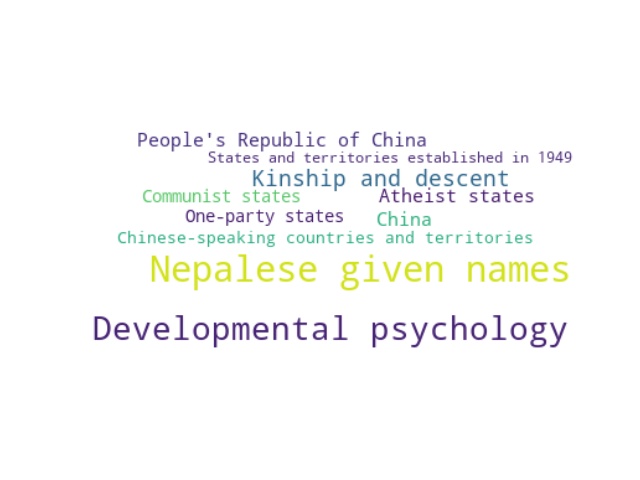 People's Republic of China
States and territories established in 1949
Kinship and descent
Communist states Atheist states
One-party states China
Chinese-speaking countries and territories
Nepalese given names
Developmental psychology